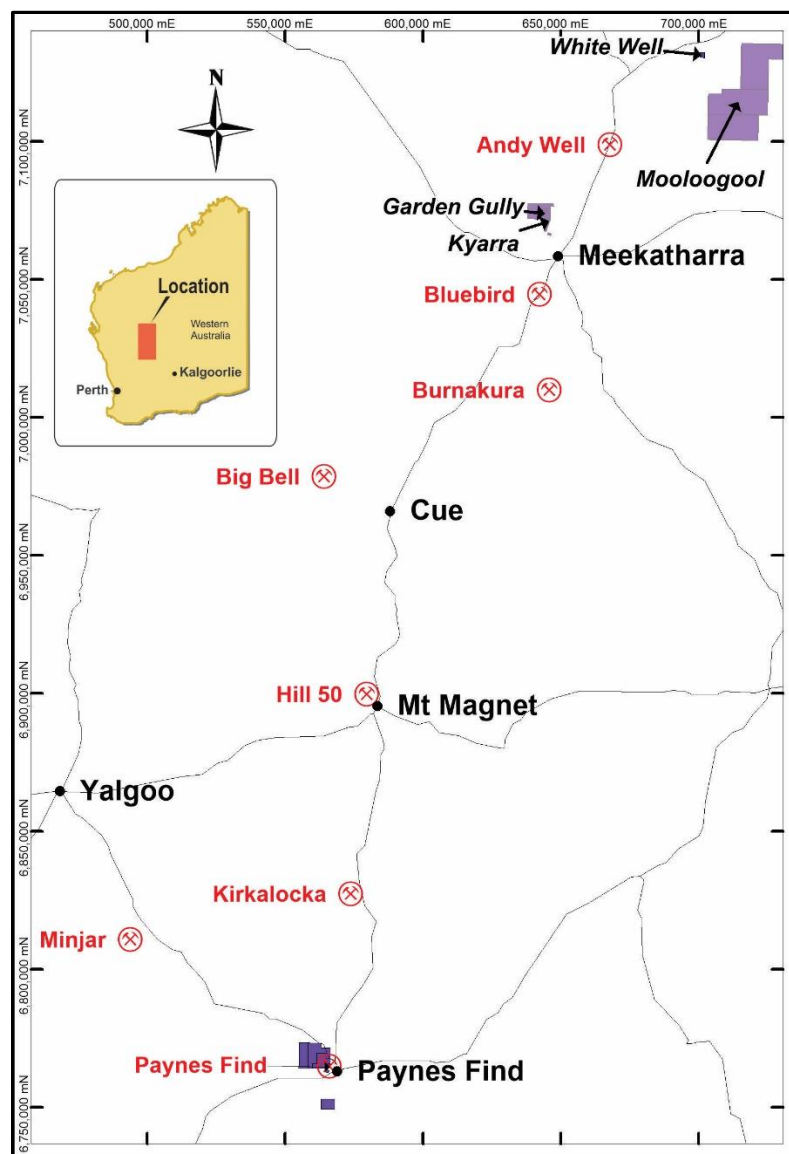 500,000 mE
550,000 mE
600,000 mE
650,000 mE
700,000 mE
White Well
N
7,100,000 mN
Andy Well
Mooloogool
Garden Gully
Kyarra
Meekatharra
7,050,000 mN
Bluebird
Location
Western
Australia
Kalgoorlie
Perth
Burnakura
7,000,000 mN
Big Bell
Cue
6,950,000 mN
Hill 50
Mt Magnet
6,900,000 mN
Yalgoo
6,850,000 mN
Kirkalocka
Minjar
6,800,000 mN
Paynes Find
Paynes Find
6,750,000 mN